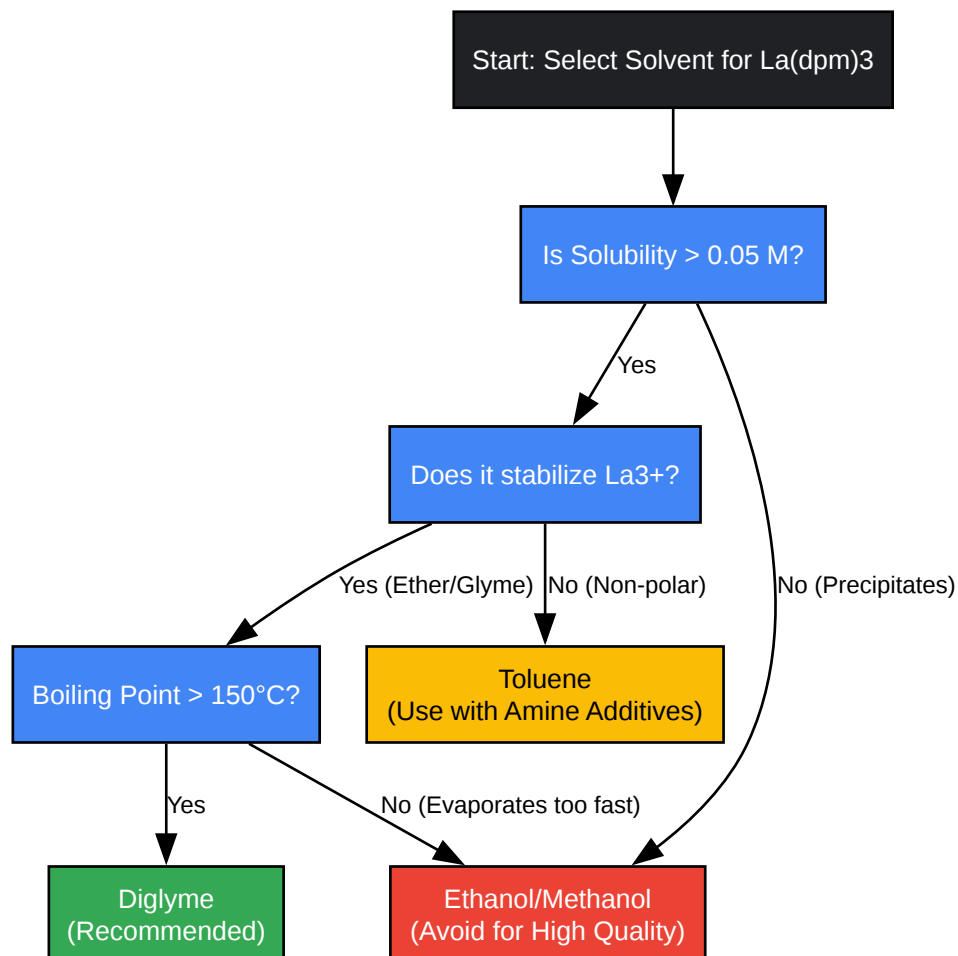 Start: Select Solvent for La(dpm)3
Is Solubility > 0.05 M?
Yes
Does it stabilize La3+?
Yes (Ether/Glyme)
No (Non-polar)
No (Precipitates)
Boiling Point > 150°C?
Toluene
(Use with Amine Additives)
Yes
No (Evaporates too fast)
Diglyme
(Recommended)
Ethanol/Methanol
(Avoid for High Quality)